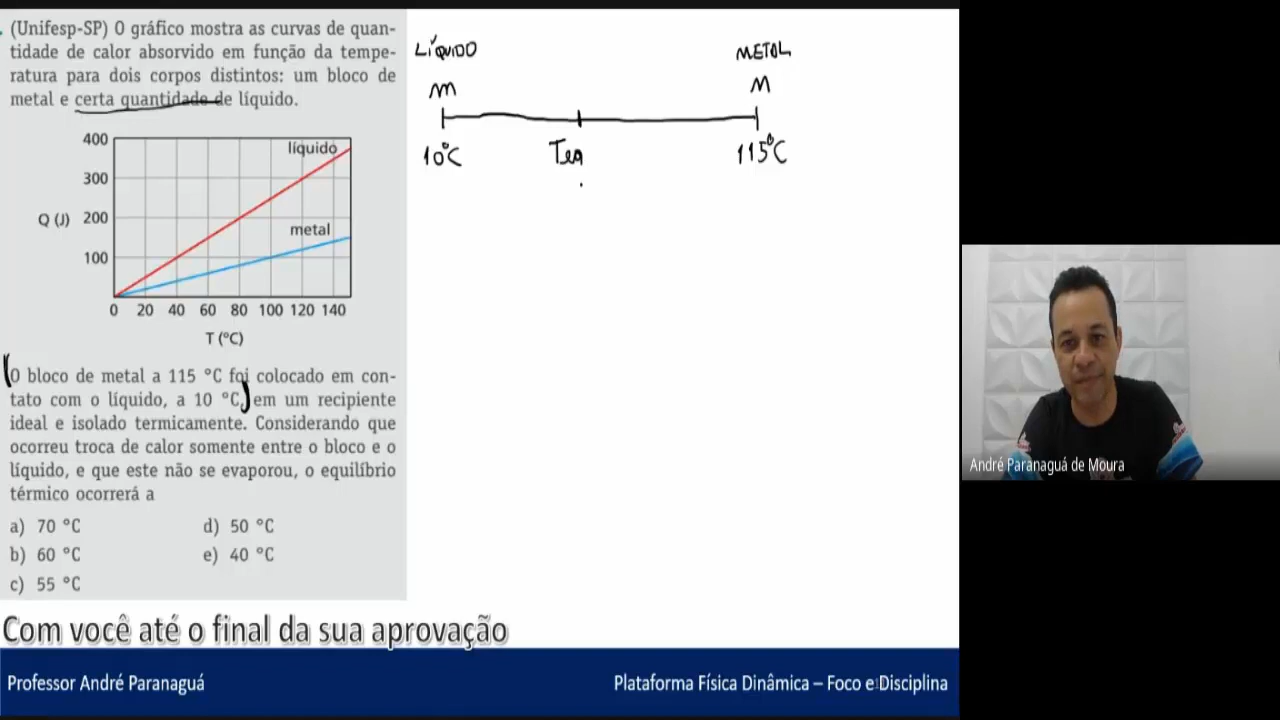 (Unifesp-SP) O gráfico mostra as curvas de quan-
tidade de calor absorvido em função da tempe-
ratura para dois corpos distintos: um bloco de
metal e certa quantidade de líquido.
400
300
200
100
Q (J)
líquido
metal
0 20 40 60 80 100 120 140
T (°C)
O bloco de metal a 115 °C foi colocado em con-
tato com o líquido, a 10 °C, em um recipiente
ideal e isolado termicamente. Considerando que
ocorreu troca de calor somente entre o bloco e o
líquido, e que este não se evaporou, o equilíbrio
térmico ocorrerá a
a) 70 °C
b) 60 °C
c) 55 °C
d) 50 °C
e) 40 °C
LÍQUIDO
METAL
m
M
10°C
Teq
115°C
André Paranaguá de Moura
Com você até o final da sua aprovação
Professor André Paranaguá
Plataforma Física Dinâmica – Foco e Disciplina